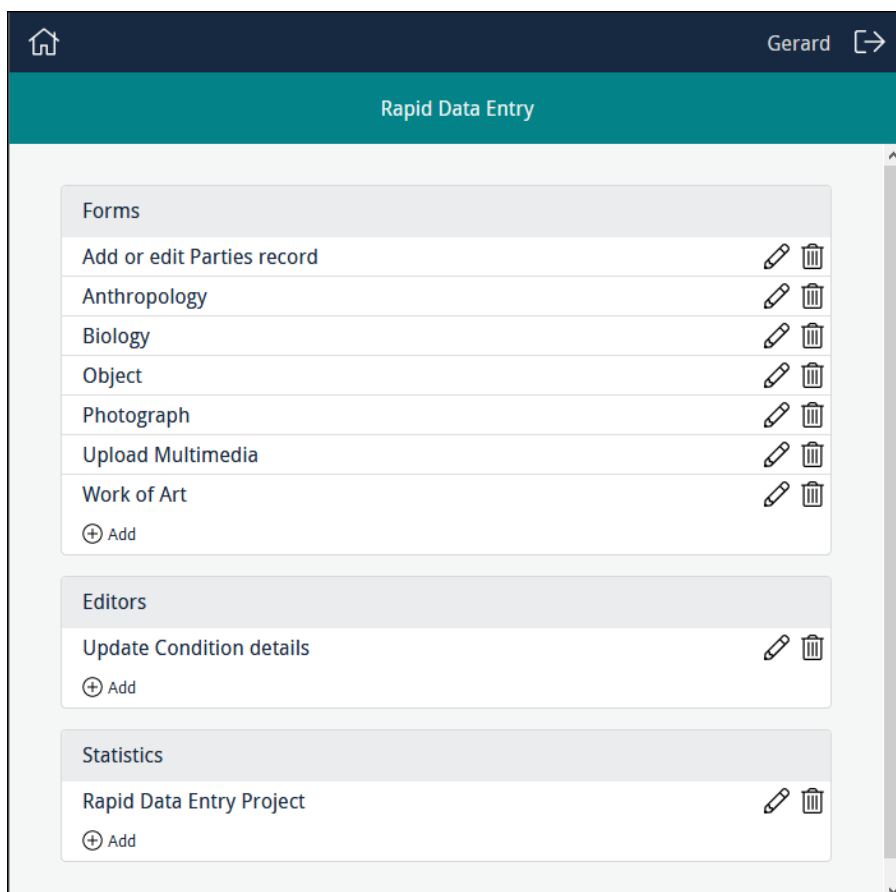 Gerard
Rapid Data Entry
Forms
Add or edit Parties record
Anthropology
Biology
Object
Photograph
Upload Multimedia
Work of Art
Add
Editors
Update Condition details
Add
Statistics
Rapid Data Entry Project
Add